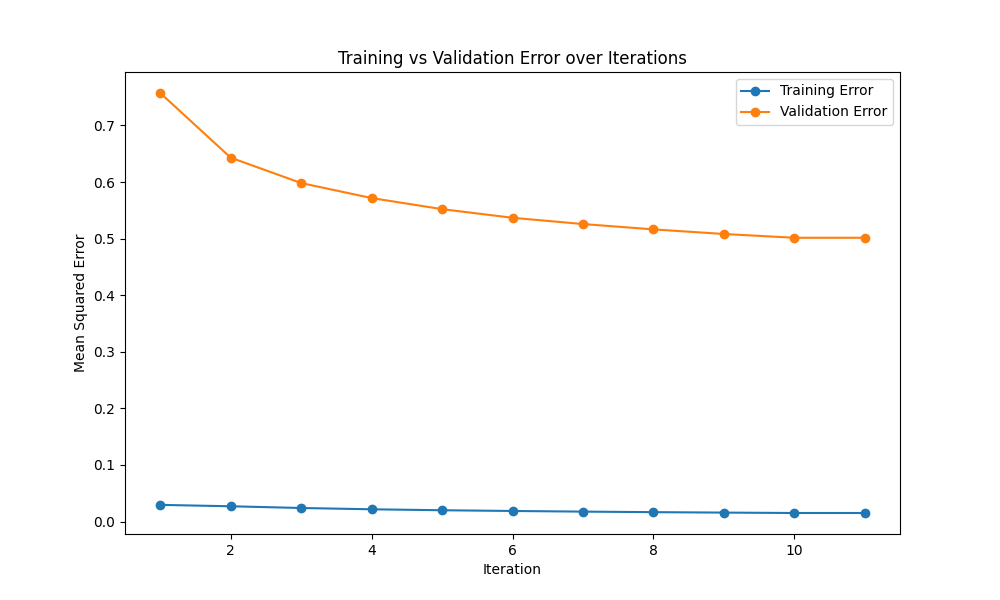 Training vs Validation Error over Iterations
Training Error
Validation Error
Mean Squared Error
0.7
0.6
0.5
0.4
0.3
0.2
0.1
0.0
2 4 6 8 10
Iteration